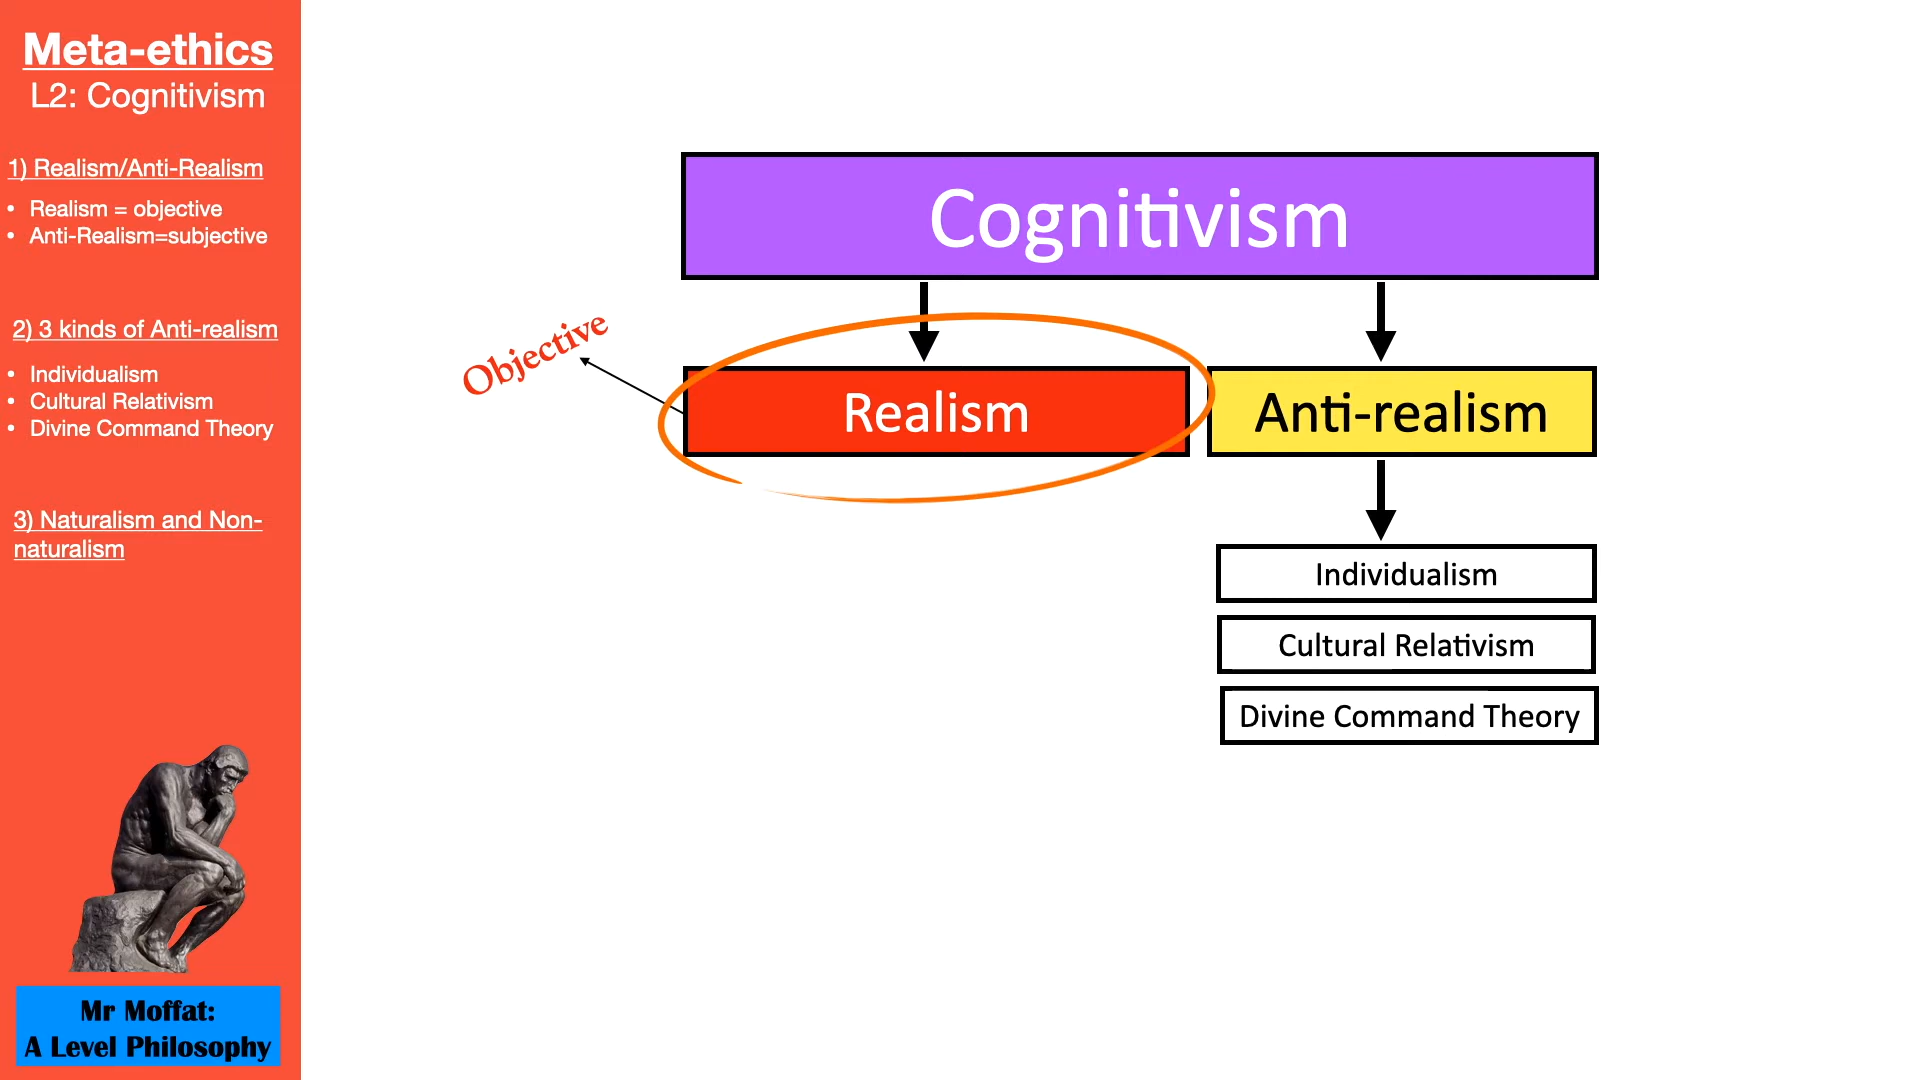 Meta-ethics
L2: Cognitivism
1) Realism/Anti-Realism
• Realism = objective
• Anti-Realism=subjective
2) 3 kinds of Anti-realism
• Individualism
• Cultural Relativism
• Divine Command Theory
3) Naturalism and Non-
naturalism
Mr Moffat:
A Level Philosophy
Cognitivism
Objective
Realism
Anti-realism
Individualism
Cultural Relativism
Divine Command Theory